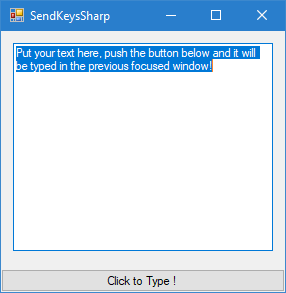 SendKeysSharp
Put your text here, push the button below and it will
be typed in the previous focused window!
Click to Type !